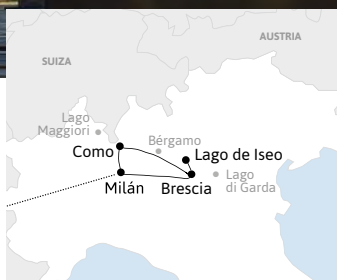 AUSTRIA
SUIZA
Lago
Maggiori
Bérgamo
Como
Lago de Iseo
Lago
di Garda
Milán
Brescia